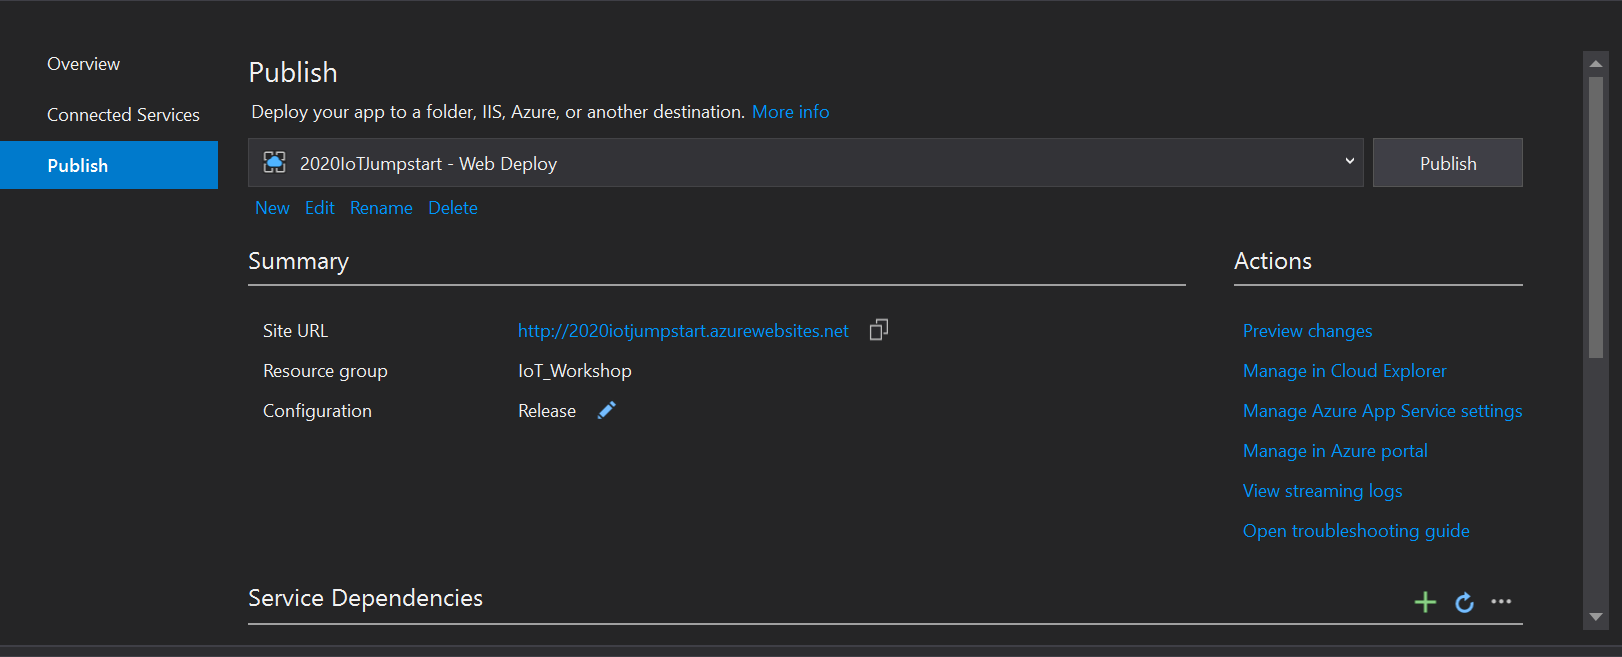 Overview
Connected Services
Publish
Publish
Deploy your app to a folder, IIS, Azure, or another destination. More info
2020IoTJumpstart - Web Deploy
Publish
New Edit Rename Delete
Summary
Site URL http://2020iotjumpstart.azurewebsites.net
Resource group IoT_Workshop
Configuration Release
Actions
Preview changes
Manage in Cloud Explorer
Manage Azure App Service settings
Manage in Azure portal
View streaming logs
Open troubleshooting guide
Service Dependencies